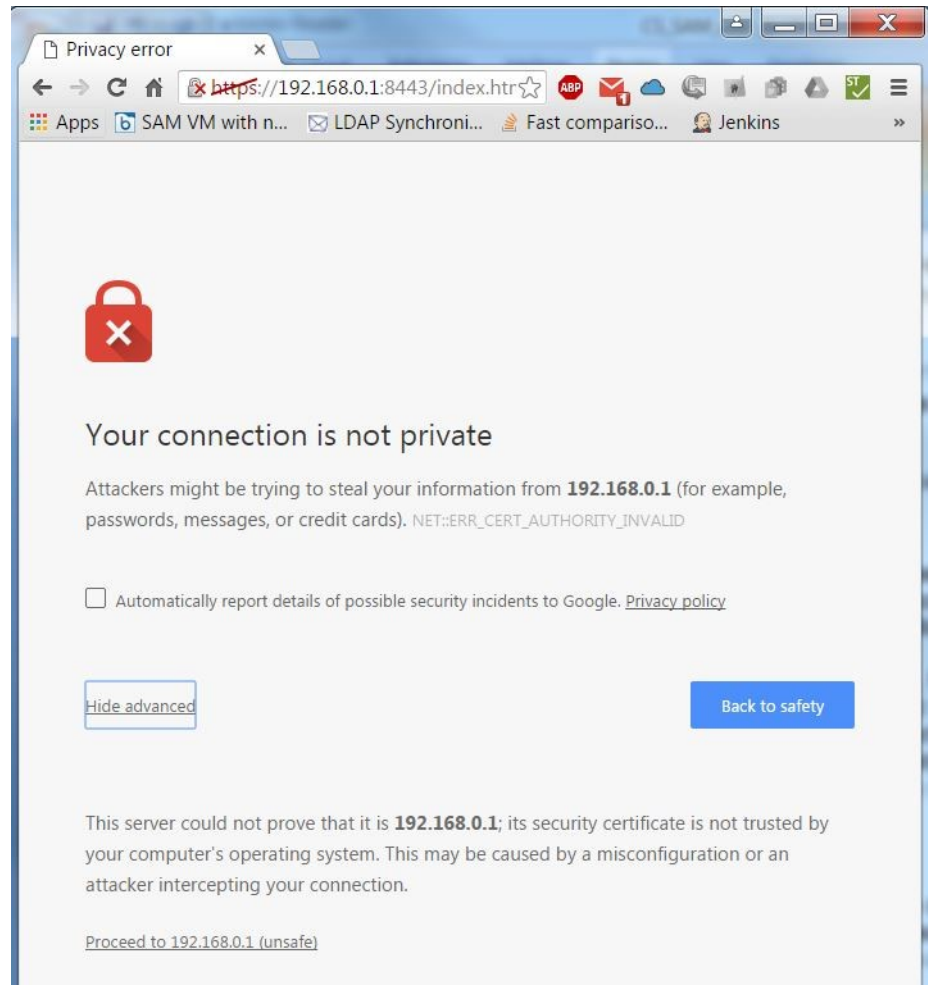 Privacy error
https://192.168.0.1:8443/index.htr
ABP
1
ST
Apps SAM VM with n... LDAP Synchroni... Fast compariso... Jenkins »
Your connection is not private
Attackers might be trying to steal your information from 192.168.0.1 (for example,
passwords, messages, or credit cards). NET::ERR_CERT_AUTHORITY_INVALID
Automatically report details of possible security incidents to Google. Privacy policy
Hide advanced
Back to safety
This server could not prove that it is 192.168.0.1; its security certificate is not trusted by
your computer's operating system. This may be caused by a misconfiguration or an
attacker intercepting your connection.
Proceed to 192.168.0.1 (unsafe)